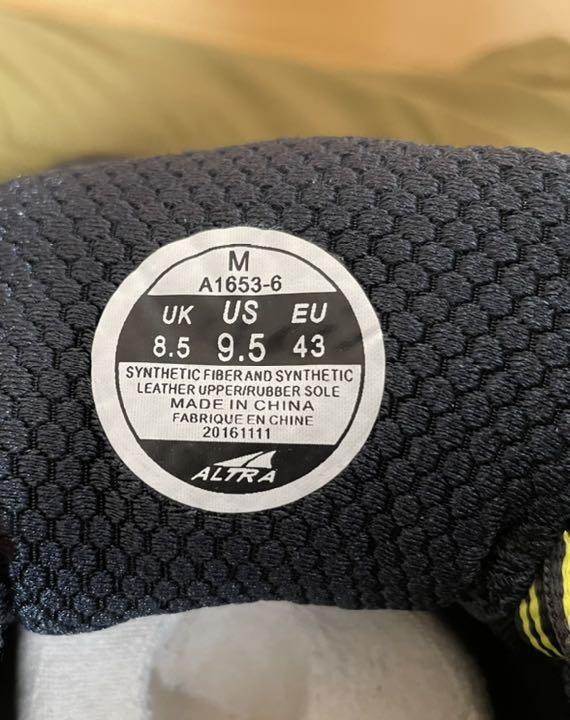 M
A1653-6
UK US EU
8.5 9.5 43
SYNTHETIC FIBER AND SYNTHETIC
LEATHER UPPER/RUBBER SOLE
MADE IN CHINA
FABRIQUE EN CHINE
20161111
ALTRA